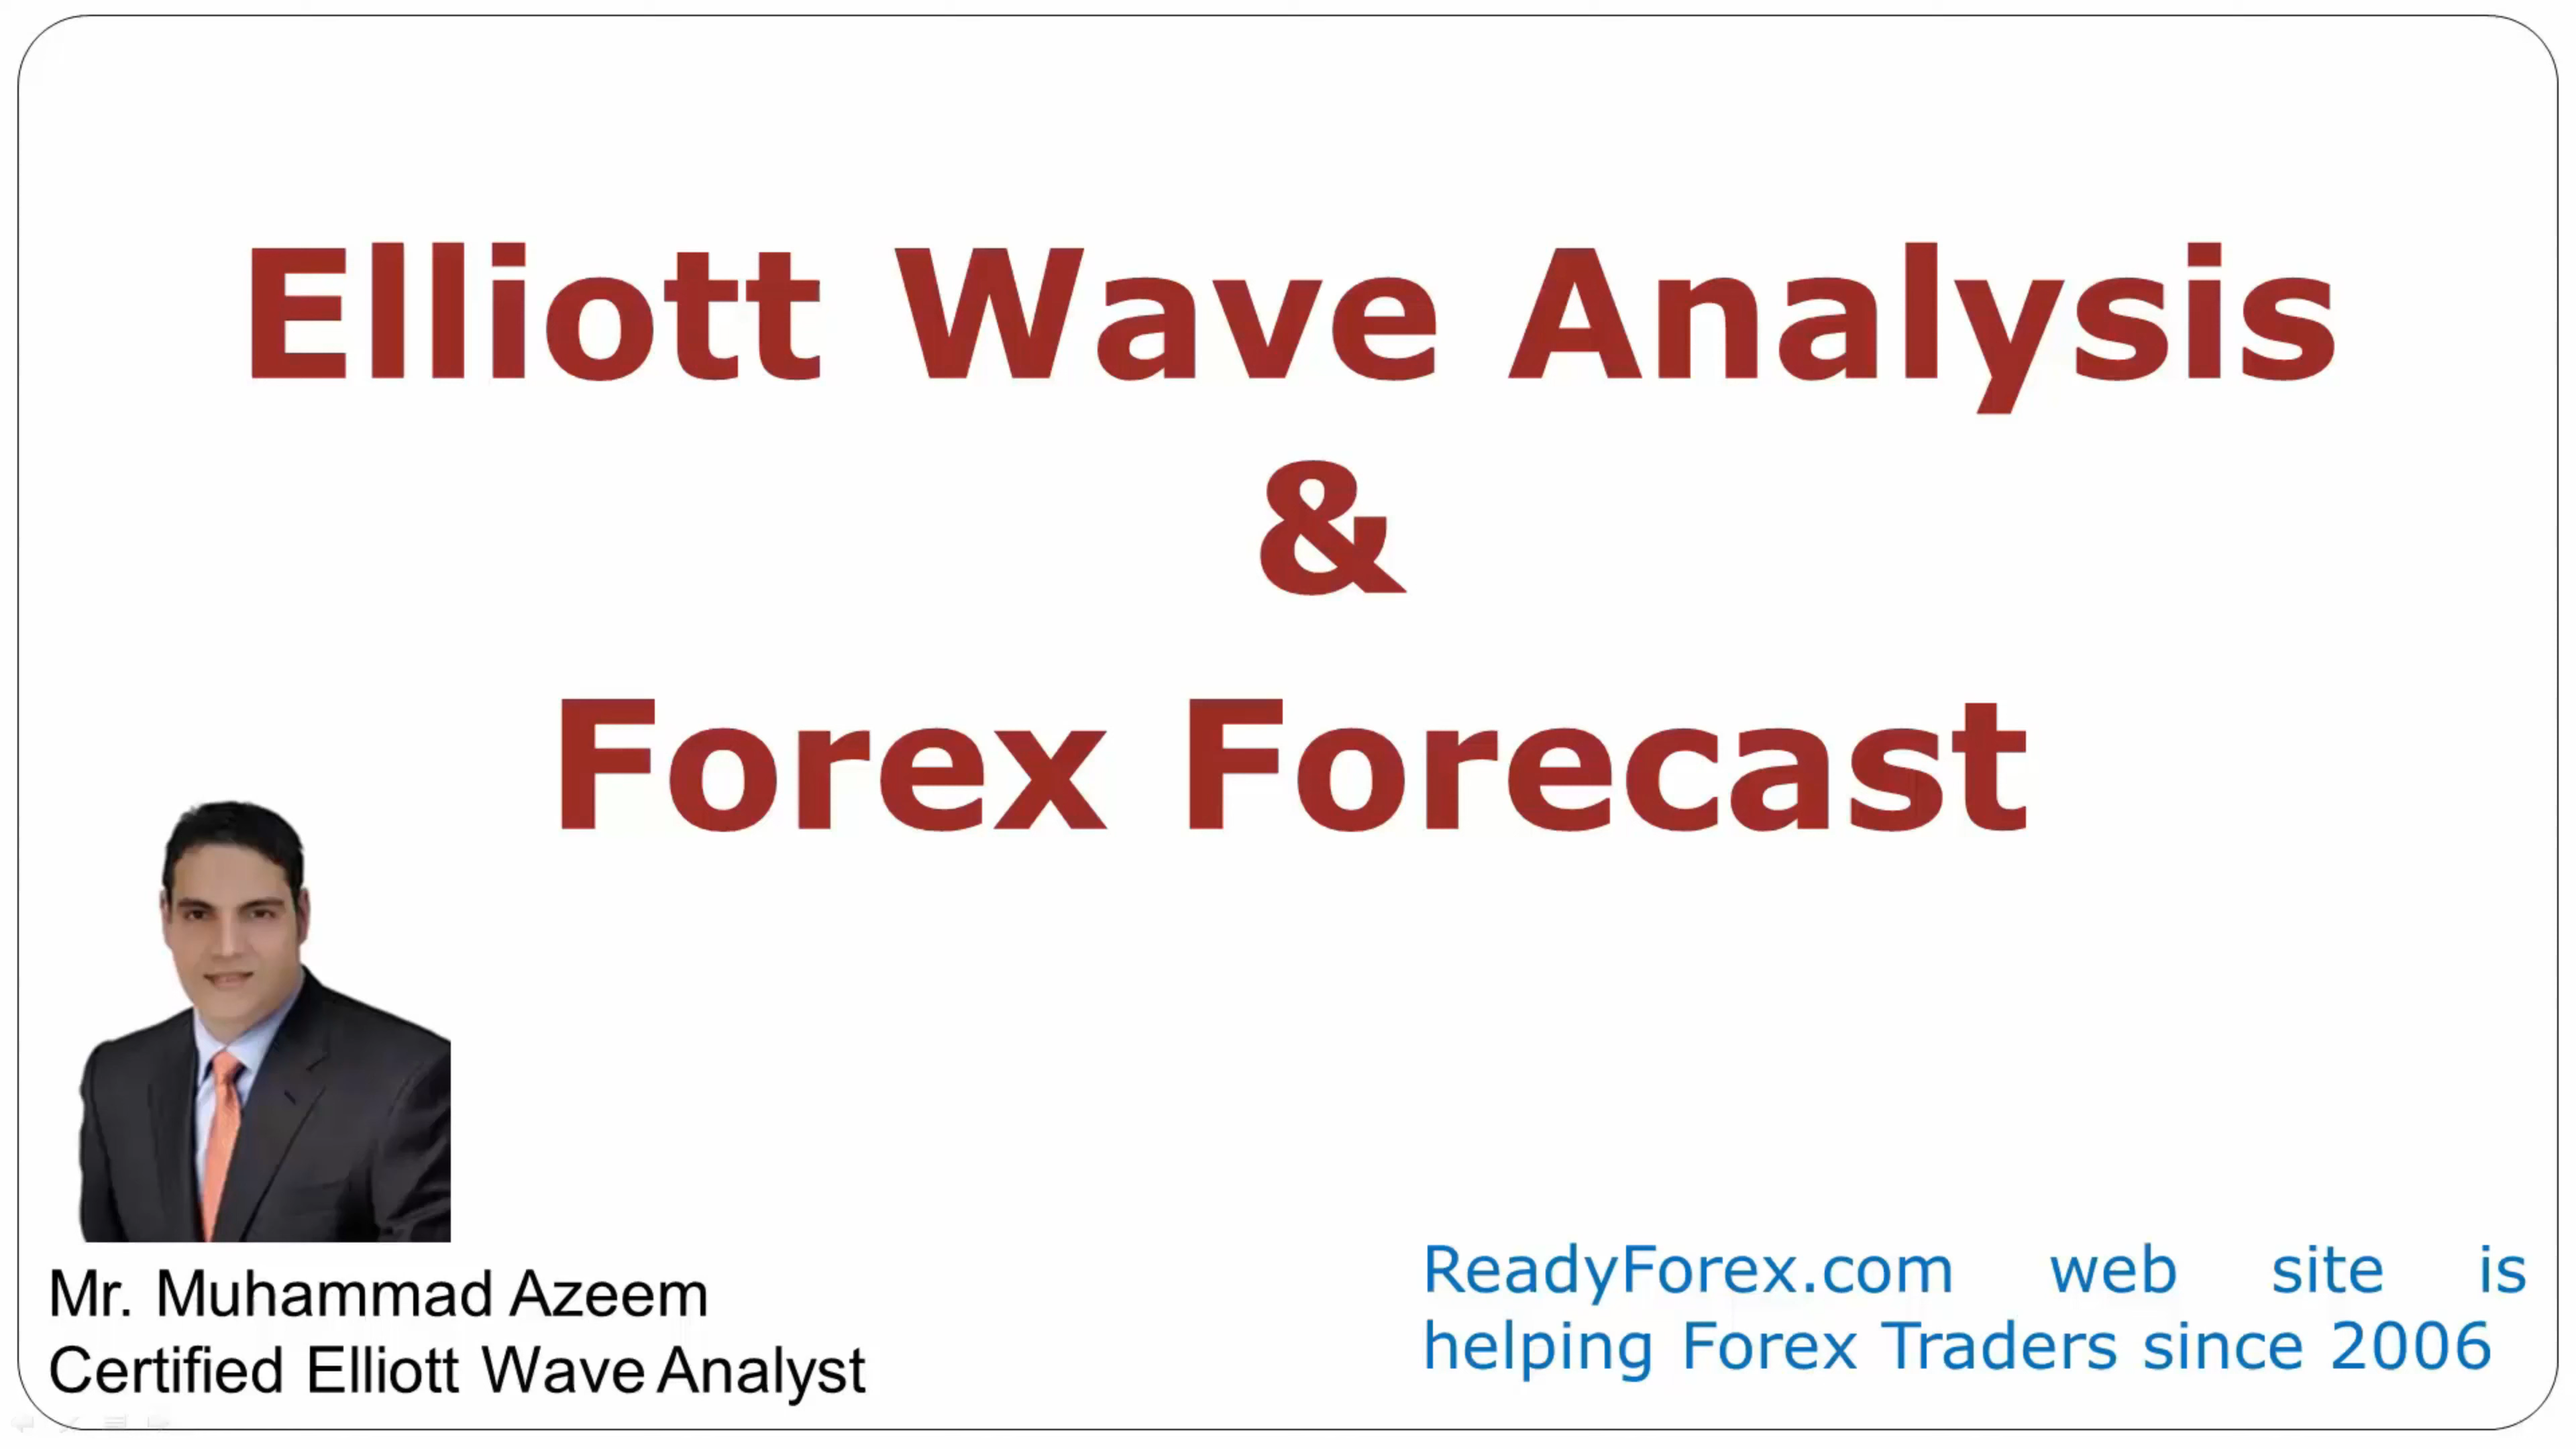 Elliott Wave Analysis
&
Forex Forecast
Mr. Muhammad Azeem
Certified Elliott Wave Analyst
ReadyForex.com web site is
helping Forex Traders since 2006